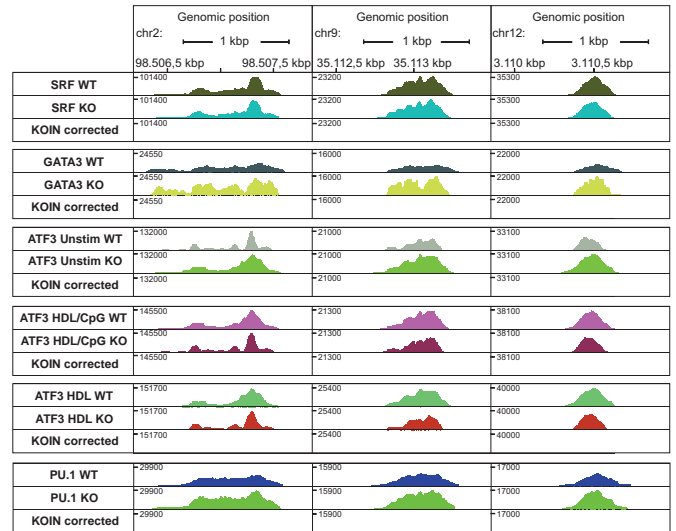 Genomic position Genomic position Genomic position
chr2: chr9: chr12:
1 kbp 1 kbp 1 kbp
98.506,5 kbp 98.507,5 kbp 35.112,5 kbp 35.113 kbp 3.110 kbp 3.110,5 kbp
SRF WT 101400 23200 35300
SRF KO 101400 23200 35300
KOIN corrected 101400 23200 35300
GATA3 WT 24550 16000 22000
GATA3 KO 24550 16000 22000
KOIN corrected 24550 16000 22000
ATF3 Unstim WT 132000 21000 33100
ATF3 Unstim KO 132000 21000 33100
KOIN corrected 132000 21000 33100
ATF3 HDL/CpG WT 145500 21300 38100
ATF3 HDL/CpG KO 145500 21300 38100
KOIN corrected 145500 21300 38100
ATF3 HDL WT 151700 25400 40000
ATF3 HDL KO 151700 25400 40000
KOIN corrected 151700 25400 40000
PU.1 WT 29900 15900 17000
PU.1 KO 29900 15900 17000
KOIN corrected 29900 15900 17000